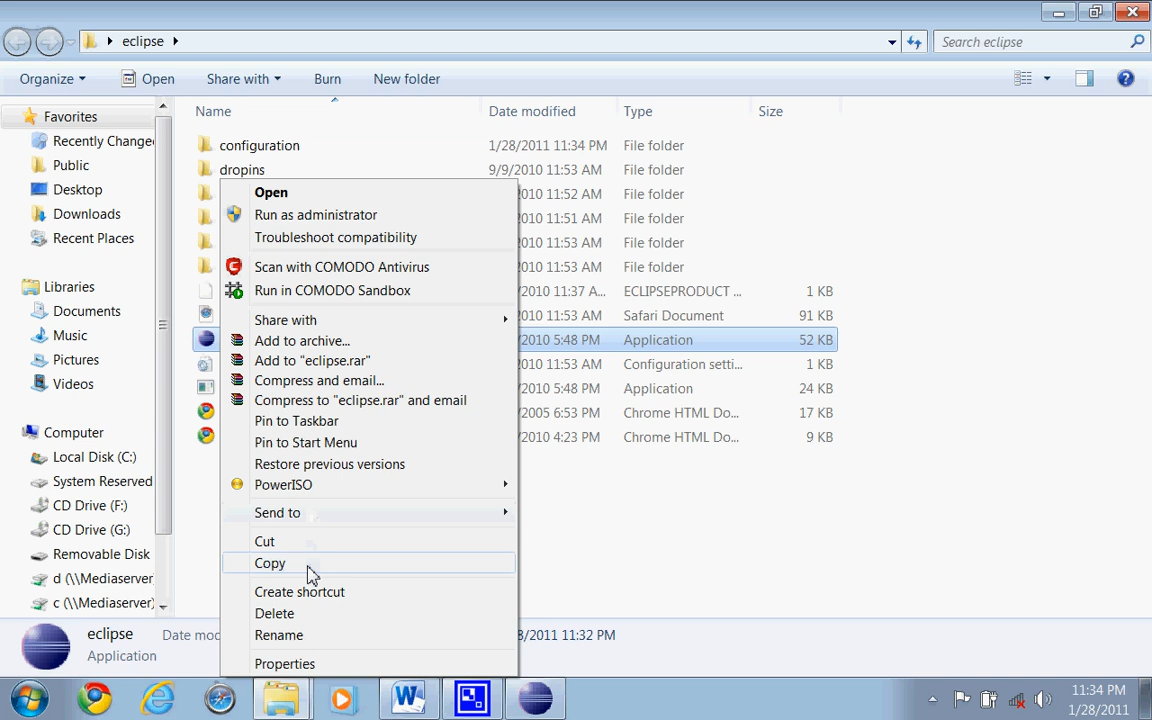 eclipse
Search eclipse
Organize Open Share with Burn New folder
Name Date modified Type Size
Favorites
Recently Change
Public
Desktop
Downloads
Recent Places
Libraries
Documents
Music
Pictures
Videos
Computer
Local Disk (C:)
System Reserved
CD Drive (F:)
CD Drive (G:)
Removable Disk
d (\\Mediaserver)
c (\\Mediaserver)
configuration 1/28/2011 11:34 PM File folder
dropins 9/9/2010 11:53 AM File folder
/2010 11:52 AM File folder
/2010 11:51 AM File folder
/2010 11:53 AM File folder
/2010 11:53 AM File folder
/2010 11:37 A... ECLIPSEPRODUCT ... 1 KB
/2010 11:53 AM Safari Document 91 KB
/2010 5:48 PM Application 52 KB
/2010 11:53 AM Configuration setti... 1 KB
/2010 5:48 PM Application 24 KB
/2005 6:53 PM Chrome HTML Do... 17 KB
/2010 4:23 PM Chrome HTML Do... 9 KB
Open
Run as administrator
Troubleshoot compatibility
Scan with COMODO Antivirus
Run in COMODO Sandbox
Share with
Add to archive...
Add to "eclipse.rar"
Compress and email...
Compress to "eclipse.rar" and email
Pin to Taskbar
Pin to Start Menu
Restore previous versions
PowerISO
Send to
Cut
Copy
Create shortcut
Delete
Rename
Properties
eclipse Date mod 8/2011 11:32 PM
Application
11:34 PM
1/28/2011